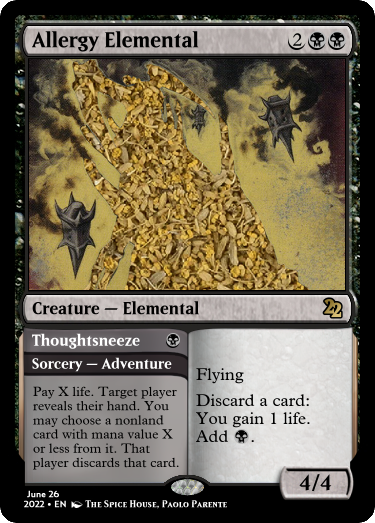 Allergy Elemental 2
Creature — Elemental 22
Thoughtsneeze
Sorcery — Adventure
Pay X life. Target player
reveals their hand. You
may choose a nonland
card with mana value X
or less from it. That
player discards that card.
Flying
Discard a card:
You gain 1 life.
Add .
4/4
June 26
2022 • EN The Spice House, Paolo Parente